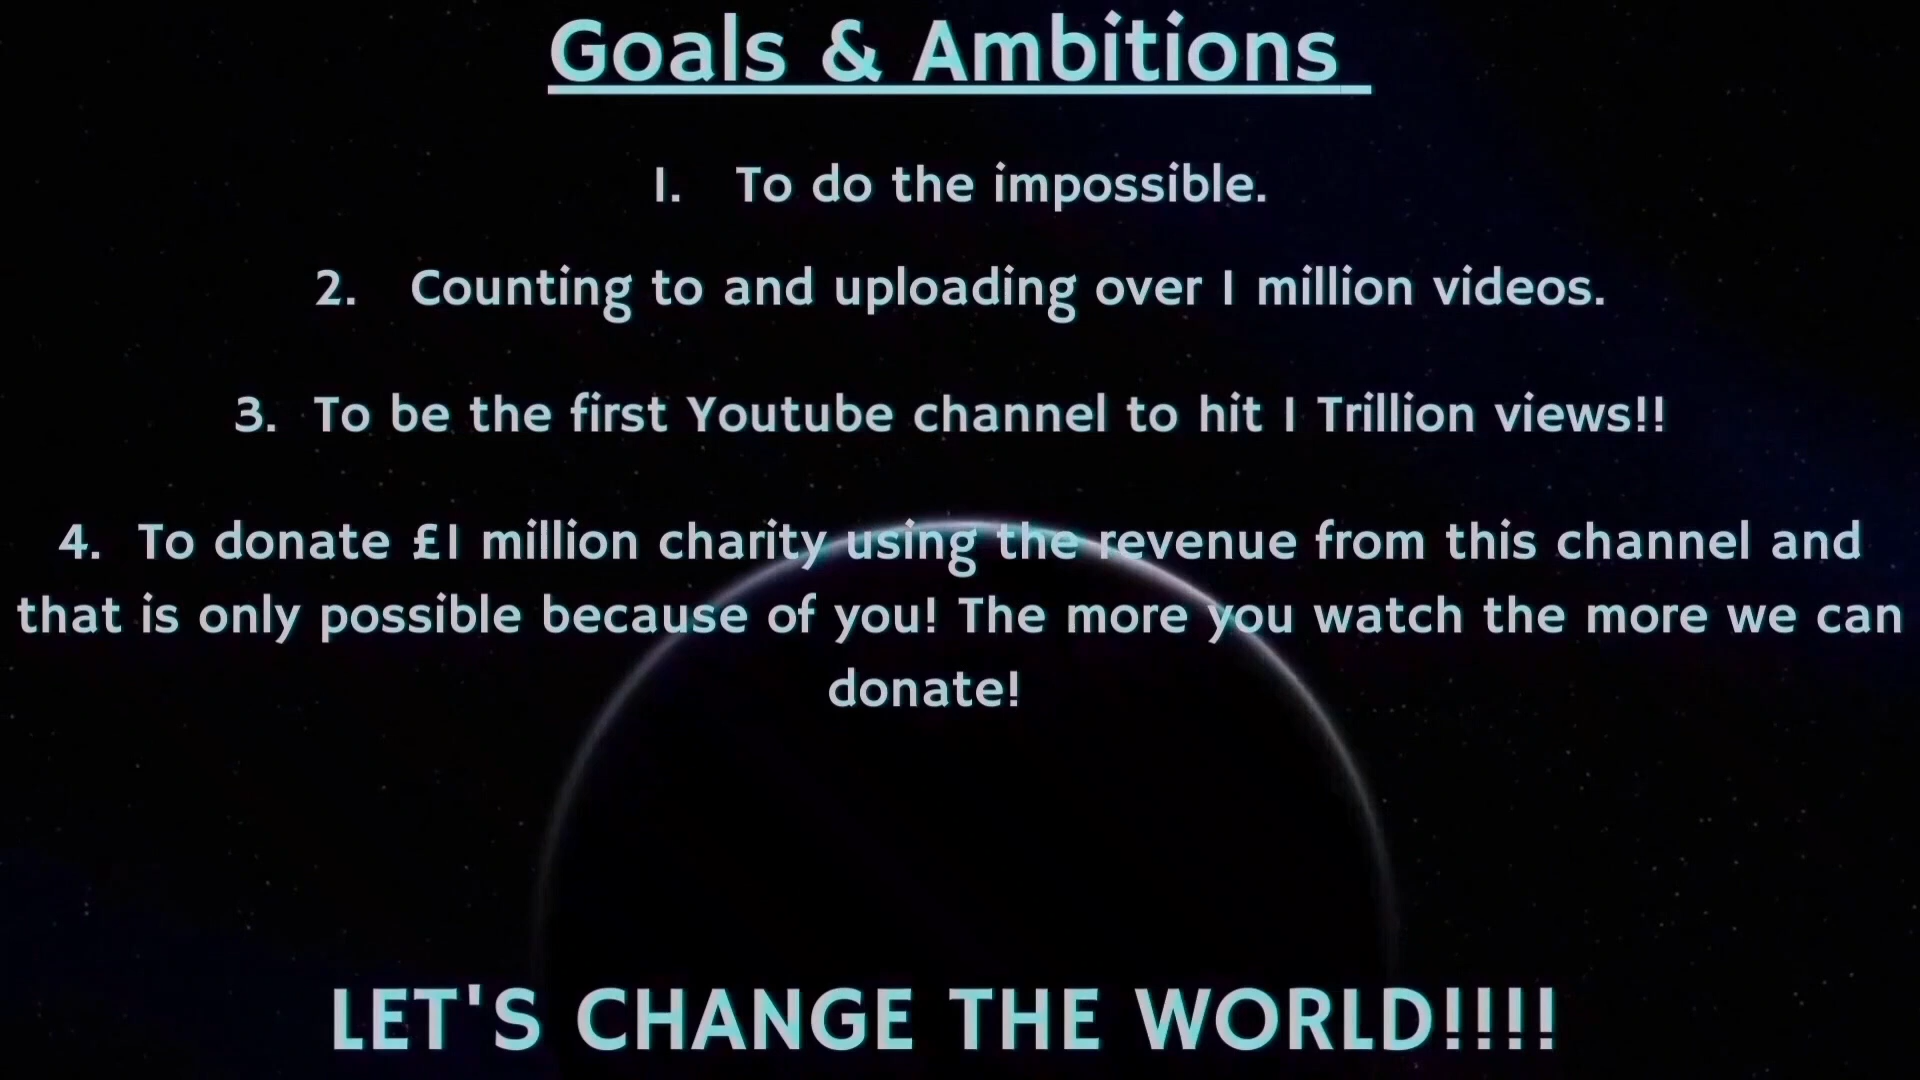 Goals & Ambitions
1. To do the impossible.
2. Counting to and uploading over 1 million videos.
3. To be the first Youtube channel to hit 1 Trillion views!!
4. To donate £1 million charity using the revenue from this channel and
that is only possible because of you! The more you watch the more we can
donate!
LET'S CHANGE THE WORLD!!!!